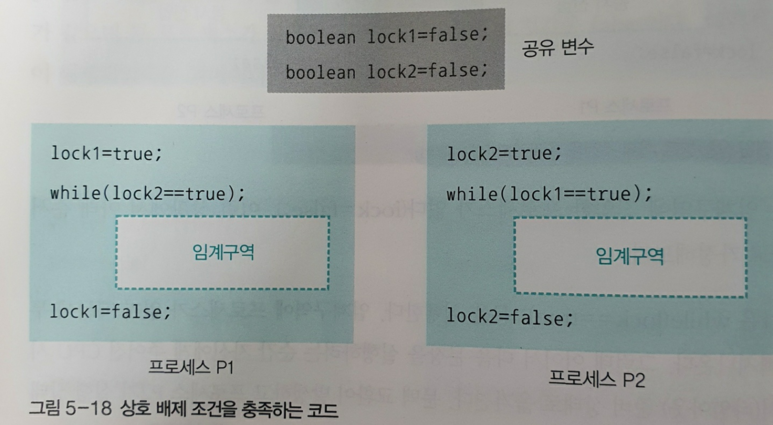 boolean lock1=false;
boolean lock2=false;
공유 변수
lock1=true;
while(lock2==true);
임계구역
lock1=false;
프로세스 P1
lock2=true;
while(lock1==true);
임계구역
lock2=false;
프로세스 P2
그림 5-18 상호 배제 조건을 충족하는 코드